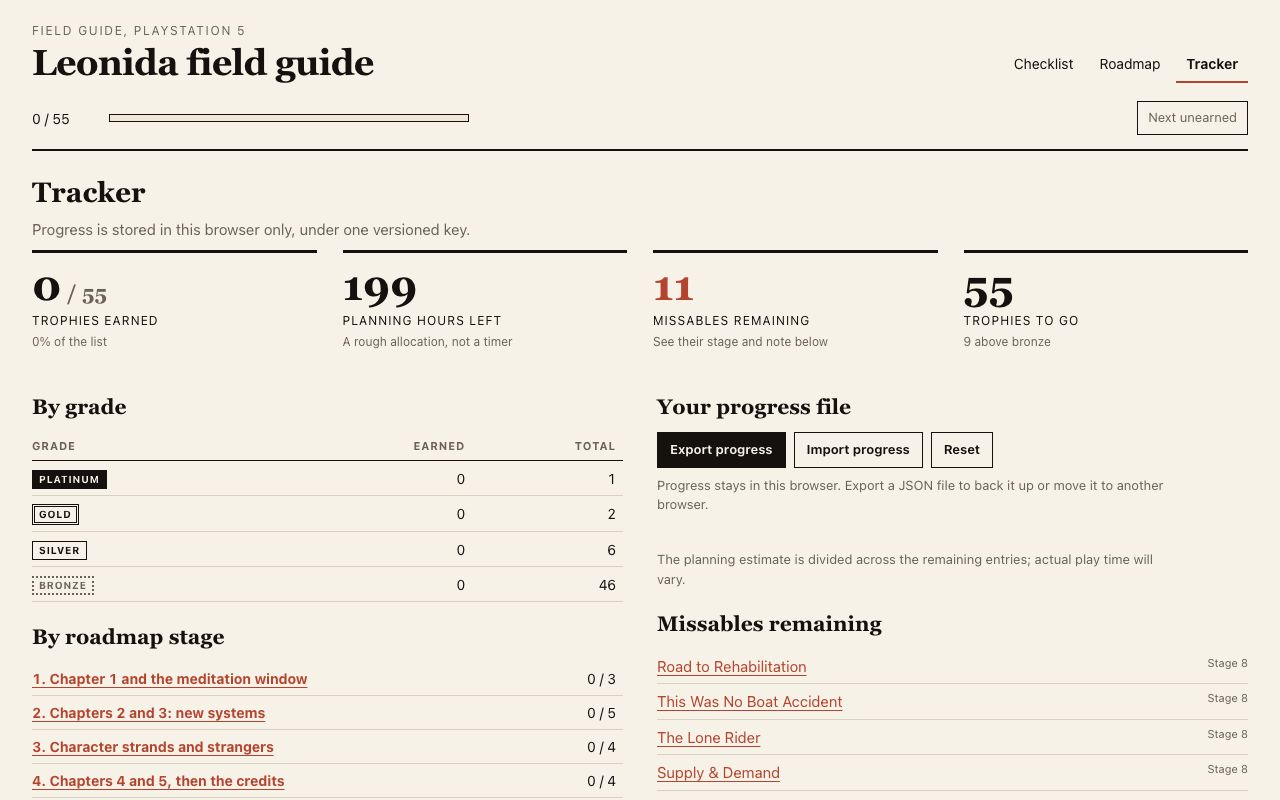 FIELD GUIDE, PLAYSTATION 5
Leonida field guide
Checklist Roadmap Tracker
0 / 55
Next unearned
Tracker
Progress is stored in this browser only, under one versioned key.
0 / 55
TROPHIES EARNED
0% of the list
199
PLANNING HOURS LEFT
A rough allocation, not a timer
11
MISSABLES REMAINING
See their stage and note below
55
TROPHIES TO GO
9 above bronze
By grade
GRADE EARNED TOTAL
PLATINUM 0 1
GOLD 0 2
SILVER 0 6
BRONZE 0 46
By roadmap stage
1. Chapter 1 and the meditation window 0 / 3
2. Chapters 2 and 3: new systems 0 / 5
3. Character strands and strangers 0 / 4
4. Chapters 4 and 5, then the credits 0 / 4
Your progress file
Export progress Import progress Reset
Progress stays in this browser. Export a JSON file to back it up or move it to another
browser.
The planning estimate is divided across the remaining entries; actual play time will
vary.
Missables remaining
Road to Rehabilitation Stage 8
This Was No Boat Accident Stage 8
The Lone Rider Stage 8
Supply & Demand Stage 8